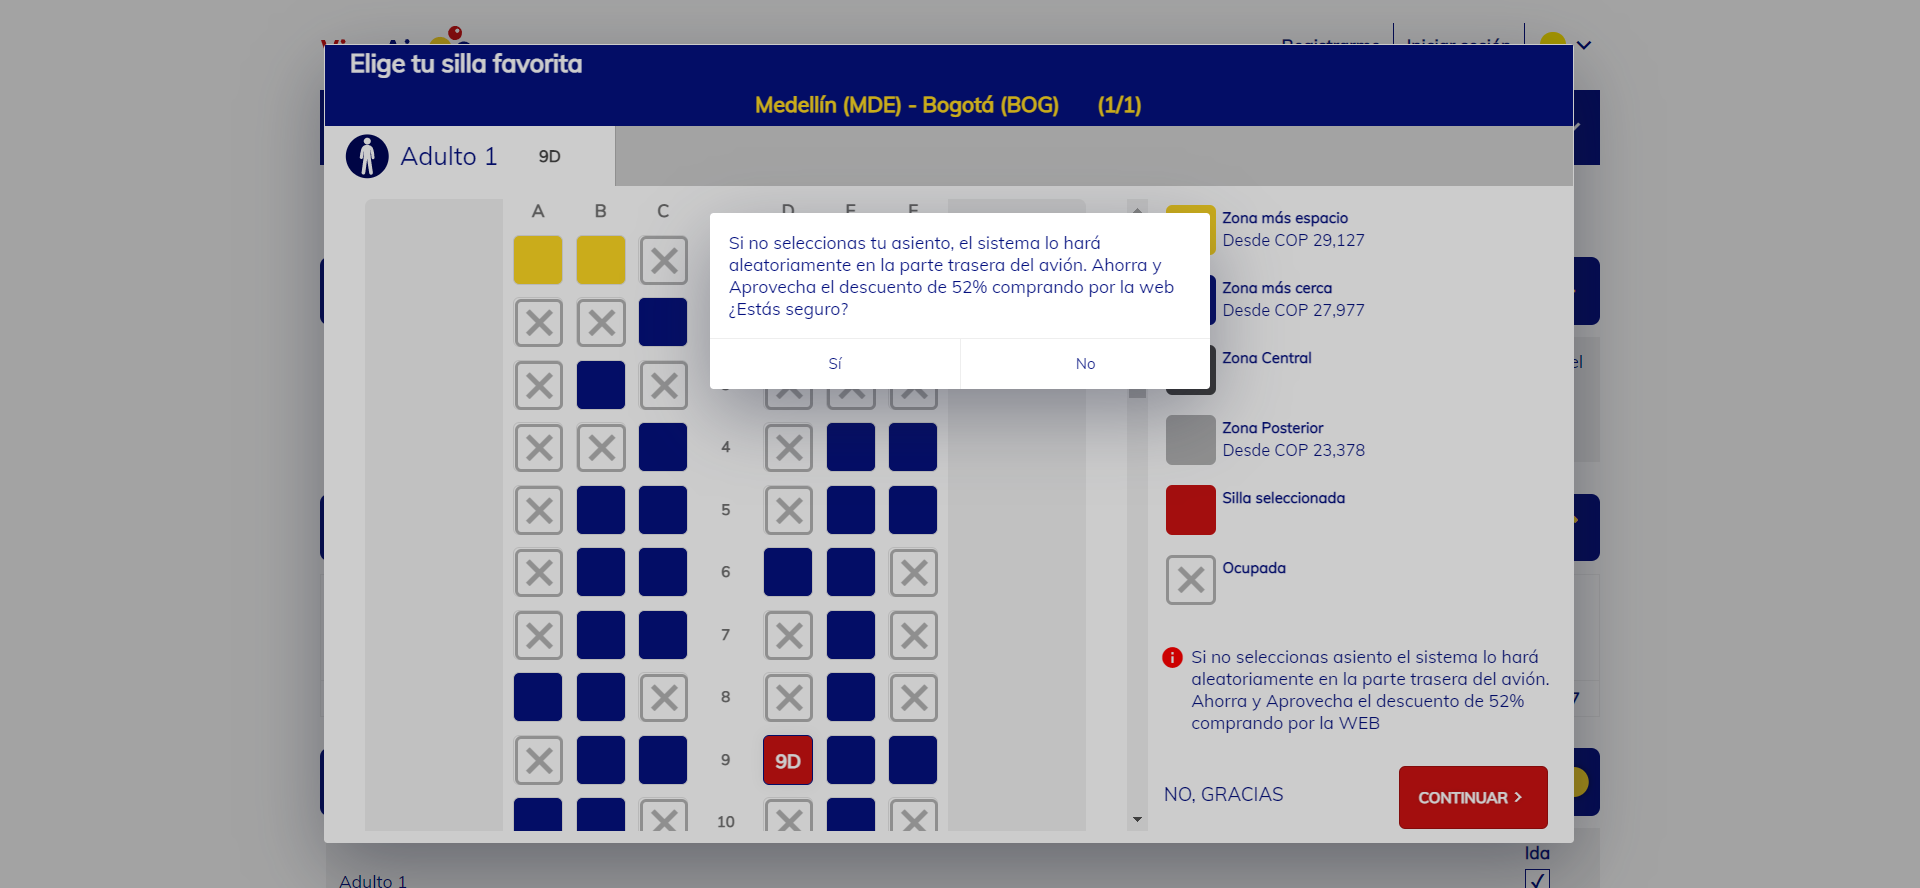 Elige tu silla favorita
Medellín (MDE) - Bogotá (BOG) (1/1)
Adulto 1 9D
A B C D
Si no seleccionas tu asiento, el sistema lo hará
aleatoriamente en la parte trasera del avión. Ahorra y
Aprovecha el descuento de 52% comprando por la web
¿Estás seguro?
Sí No
4
5
6
7
8
9 9D
10
Zona más espacio
Desde COP 29,127
Zona más cerca
Desde COP 27,977
Zona Central
Zona Posterior
Desde COP 23,378
Silla seleccionada
Ocupada
Si no seleccionas asiento el sistema lo hará
aleatoriamente en la parte trasera del avión.
Ahorra y Aprovecha el descuento de 52%
comprando por la WEB
NO, GRACIAS
CONTINUAR
Ida
Adulto 1